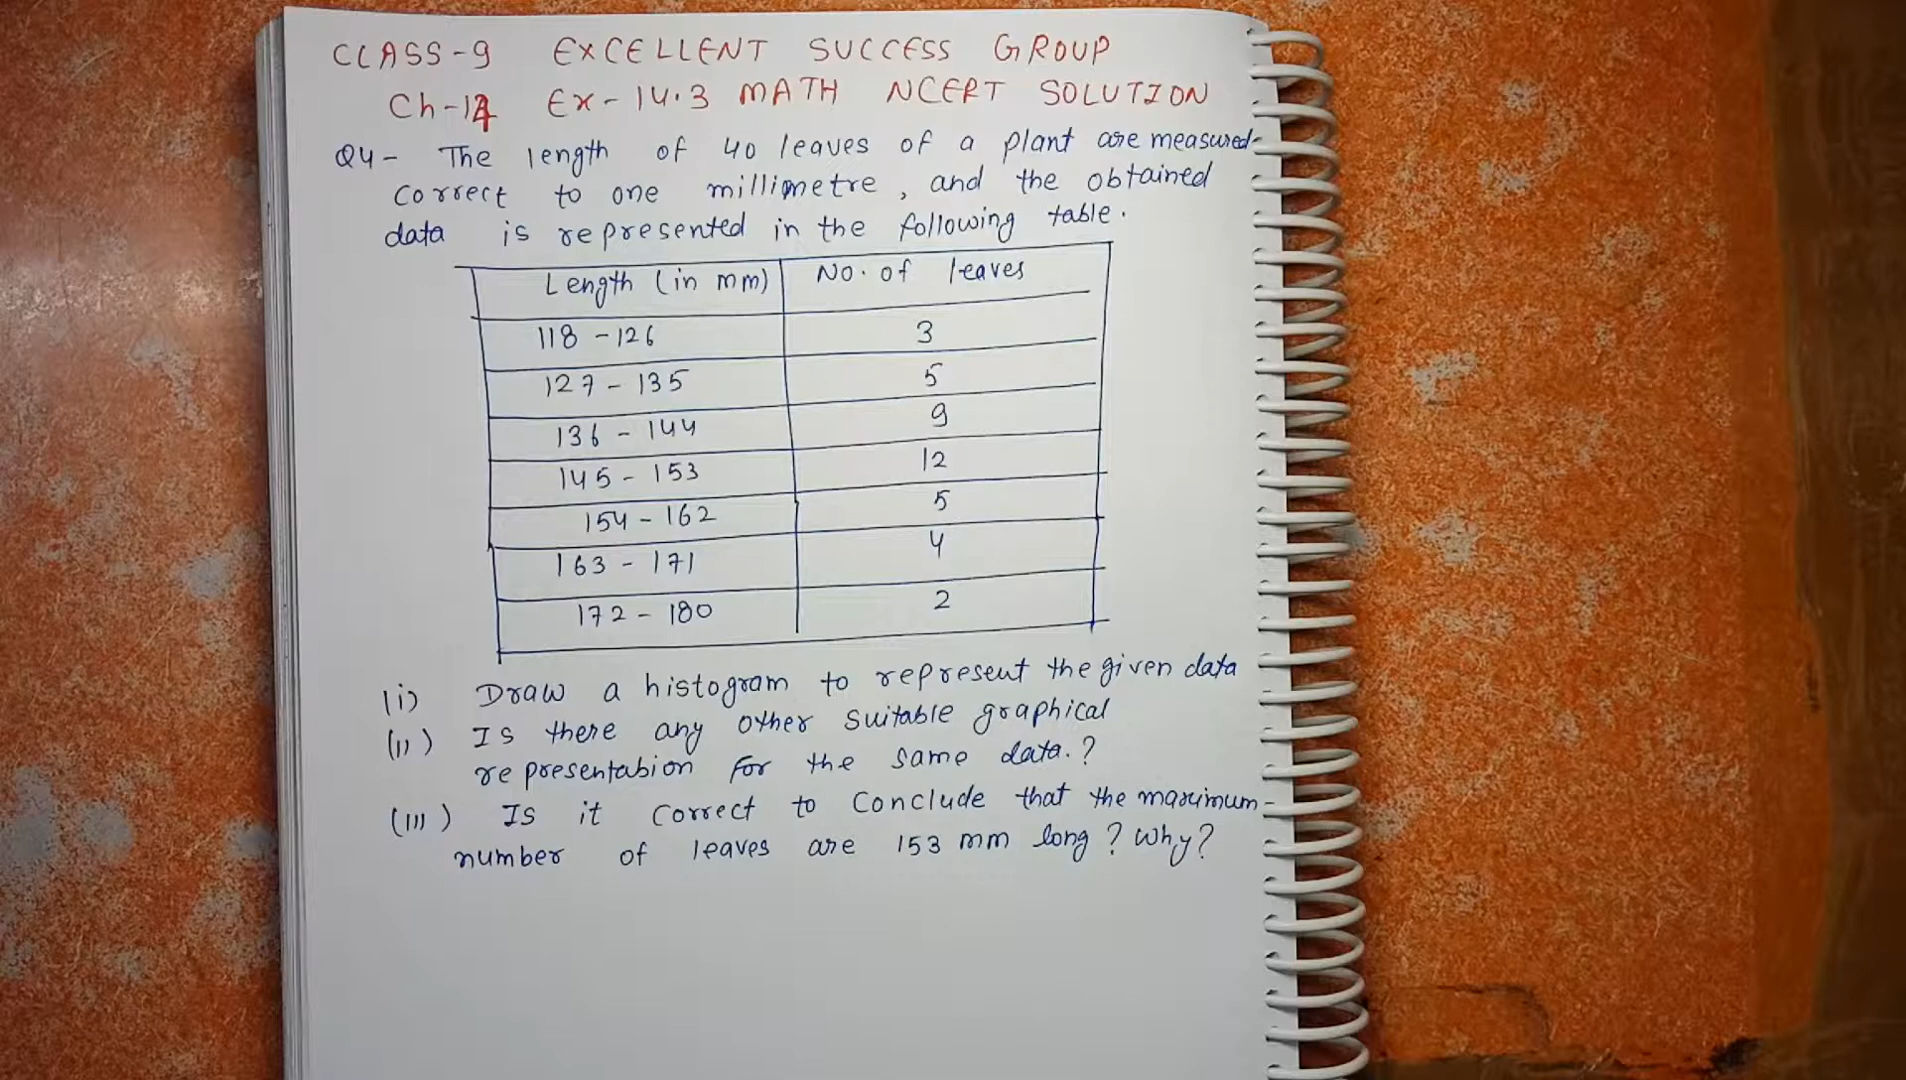 CLASS-9 EXCELLENT SUCCESS GROUP
Ch-14 Ex-14.3 MATH NCERT SOLUTION
Q4- The length of 40 leaves of a plant are measured
correct to one millimetre, and the obtained
data is represented in the following table.
Length (in mm) No. of leaves
118-126 3
127-135 5
136-144 9
145-153 12
154-162 5
163-171 4
172-180 2
(i) Draw a histogram to represent the given data
(ii) Is there any other suitable graphical
representation for the same data.?
(iii) Is it correct to conclude that the maximum
number of leaves are 153 mm long? Why?